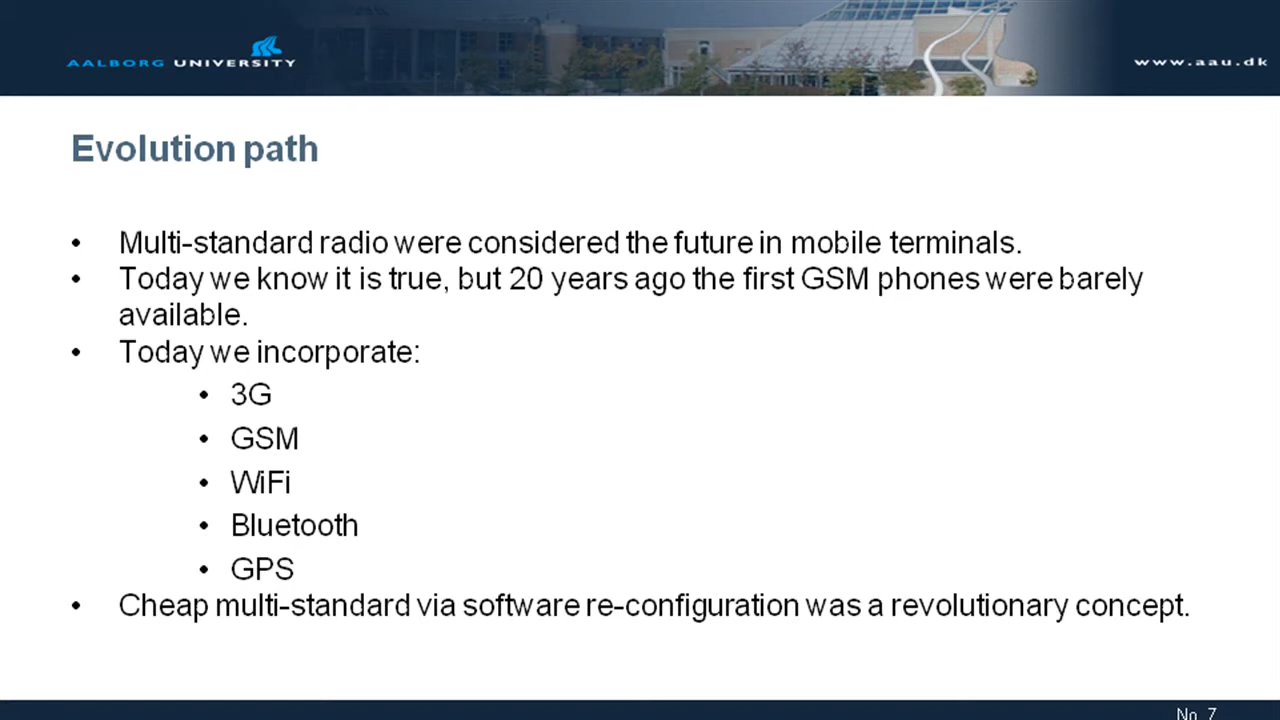 AALBORG UNIVERSITY
www.aau.dk
Evolution path
• Multi-standard radio were considered the future in mobile terminals.
• Today we know it is true, but 20 years ago the first GSM phones were barely
available.
• Today we incorporate:
• 3G
• GSM
• WiFi
• Bluetooth
• GPS
• Cheap multi-standard via software re-configuration was a revolutionary concept.
No. 7